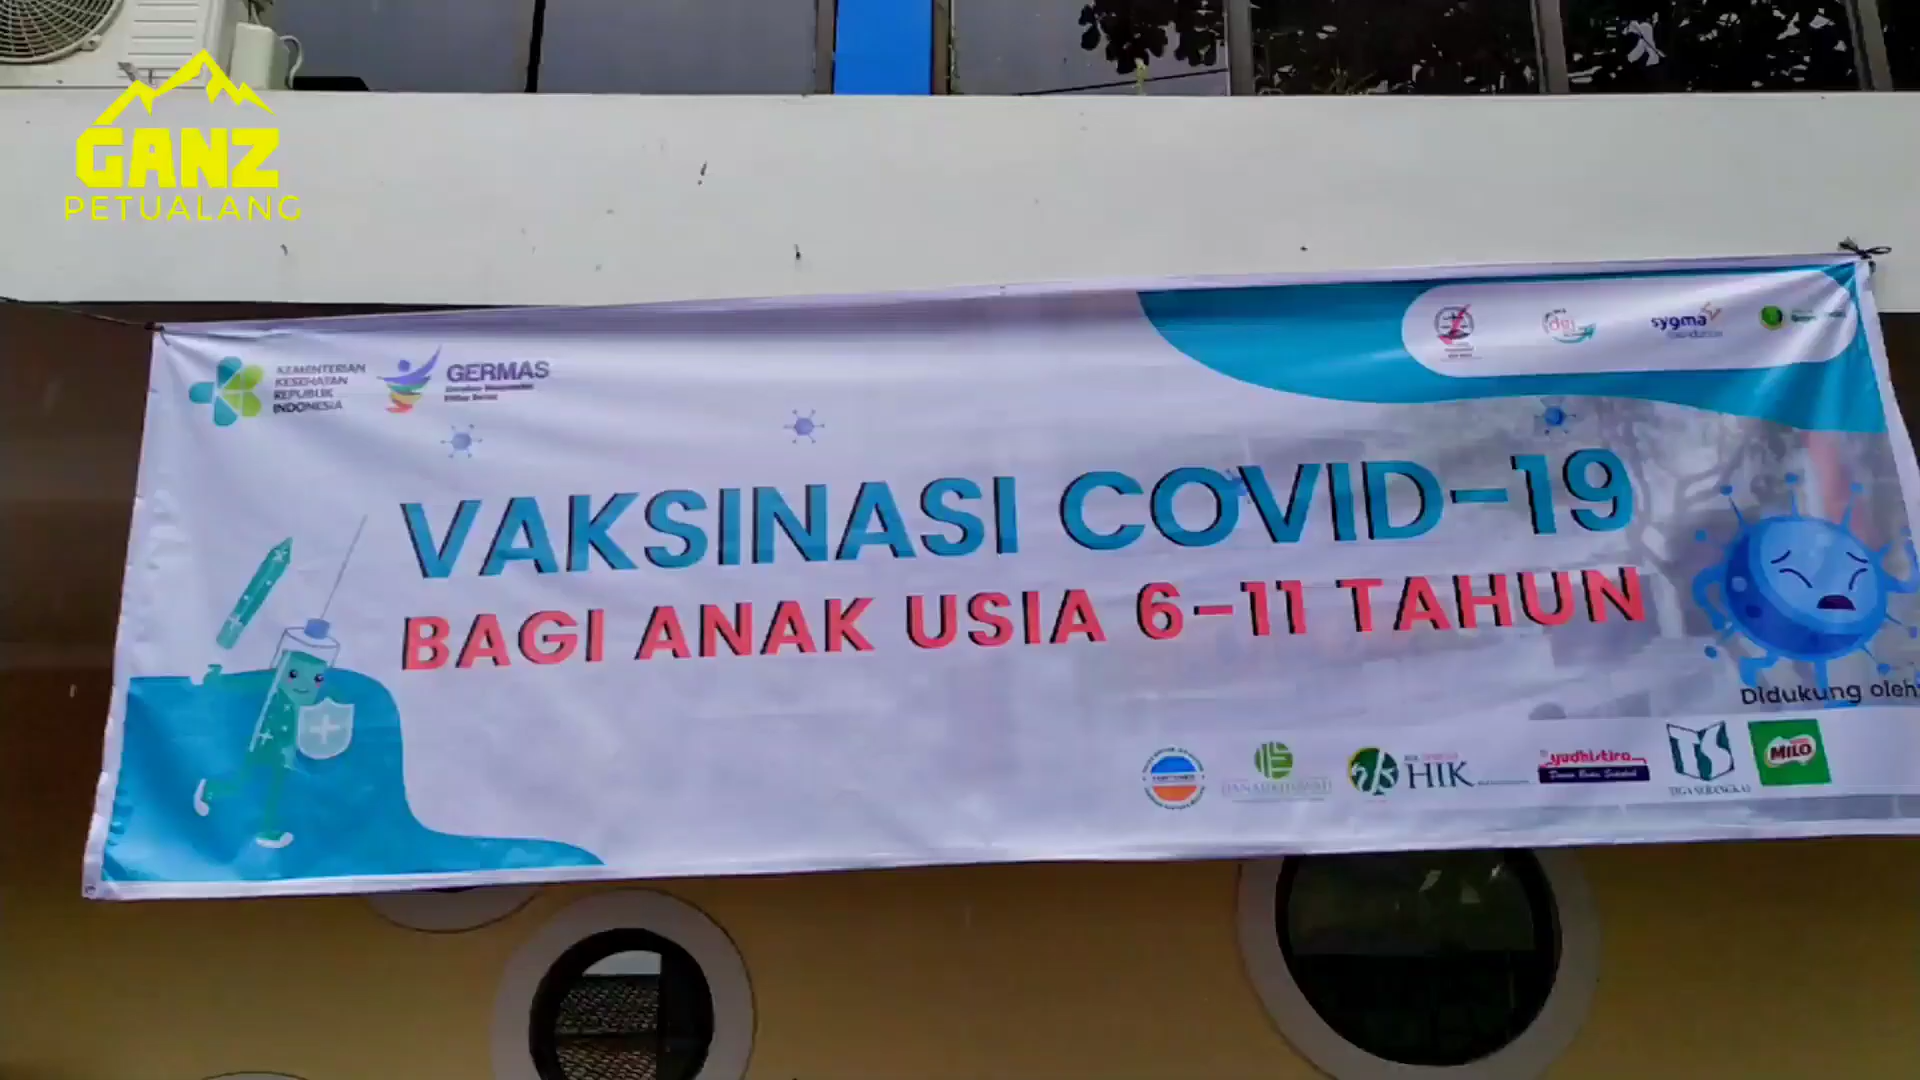 GANZ
PETUALANG
KEMENTERIAN
KESEHATAN
REPUBLIK
INDONESIA
GERMAS
sygma
VAKSINASI COVID-19
BAGI ANAK USIA 6-11 TAHUN
Didukung oleh:
HIK
yudhistira
TS
TIGA SERANGKAI
MILO